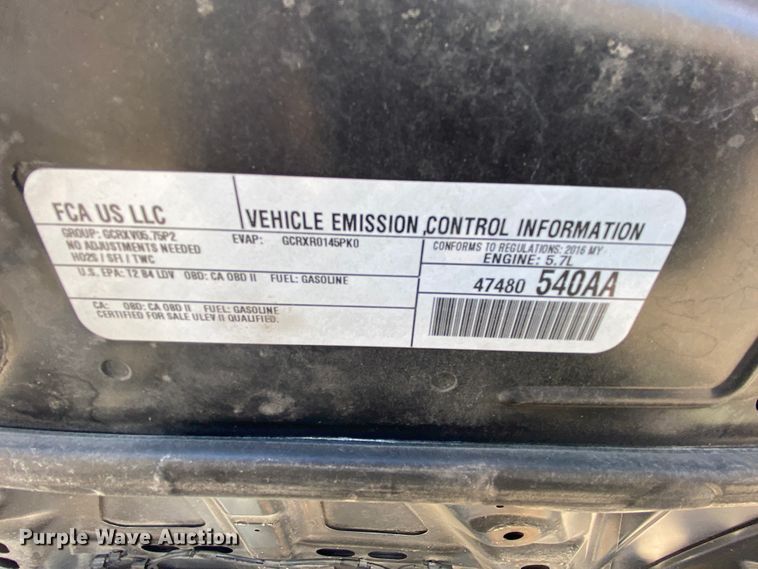 FCA US LLC
VEHICLE EMISSION CONTROL INFORMATION
GROUP: GCRXV05.75P2
EVAP: GCRXR0145PK0
NO ADJUSTMENTS NEEDED
HO2S / SFI / TWC
CONFORMS TO REGULATIONS: 2016 MY
ENGINE: 5.7L
U.S. EPA: T2 B4 LDV OBD: CA OBD II FUEL: GASOLINE
47480 540AA
CA: OBD: CA OBD II FUEL: GASOLINE
CERTIFIED FOR SALE ULEV II QUALIFIED.
Purple Wave Auction